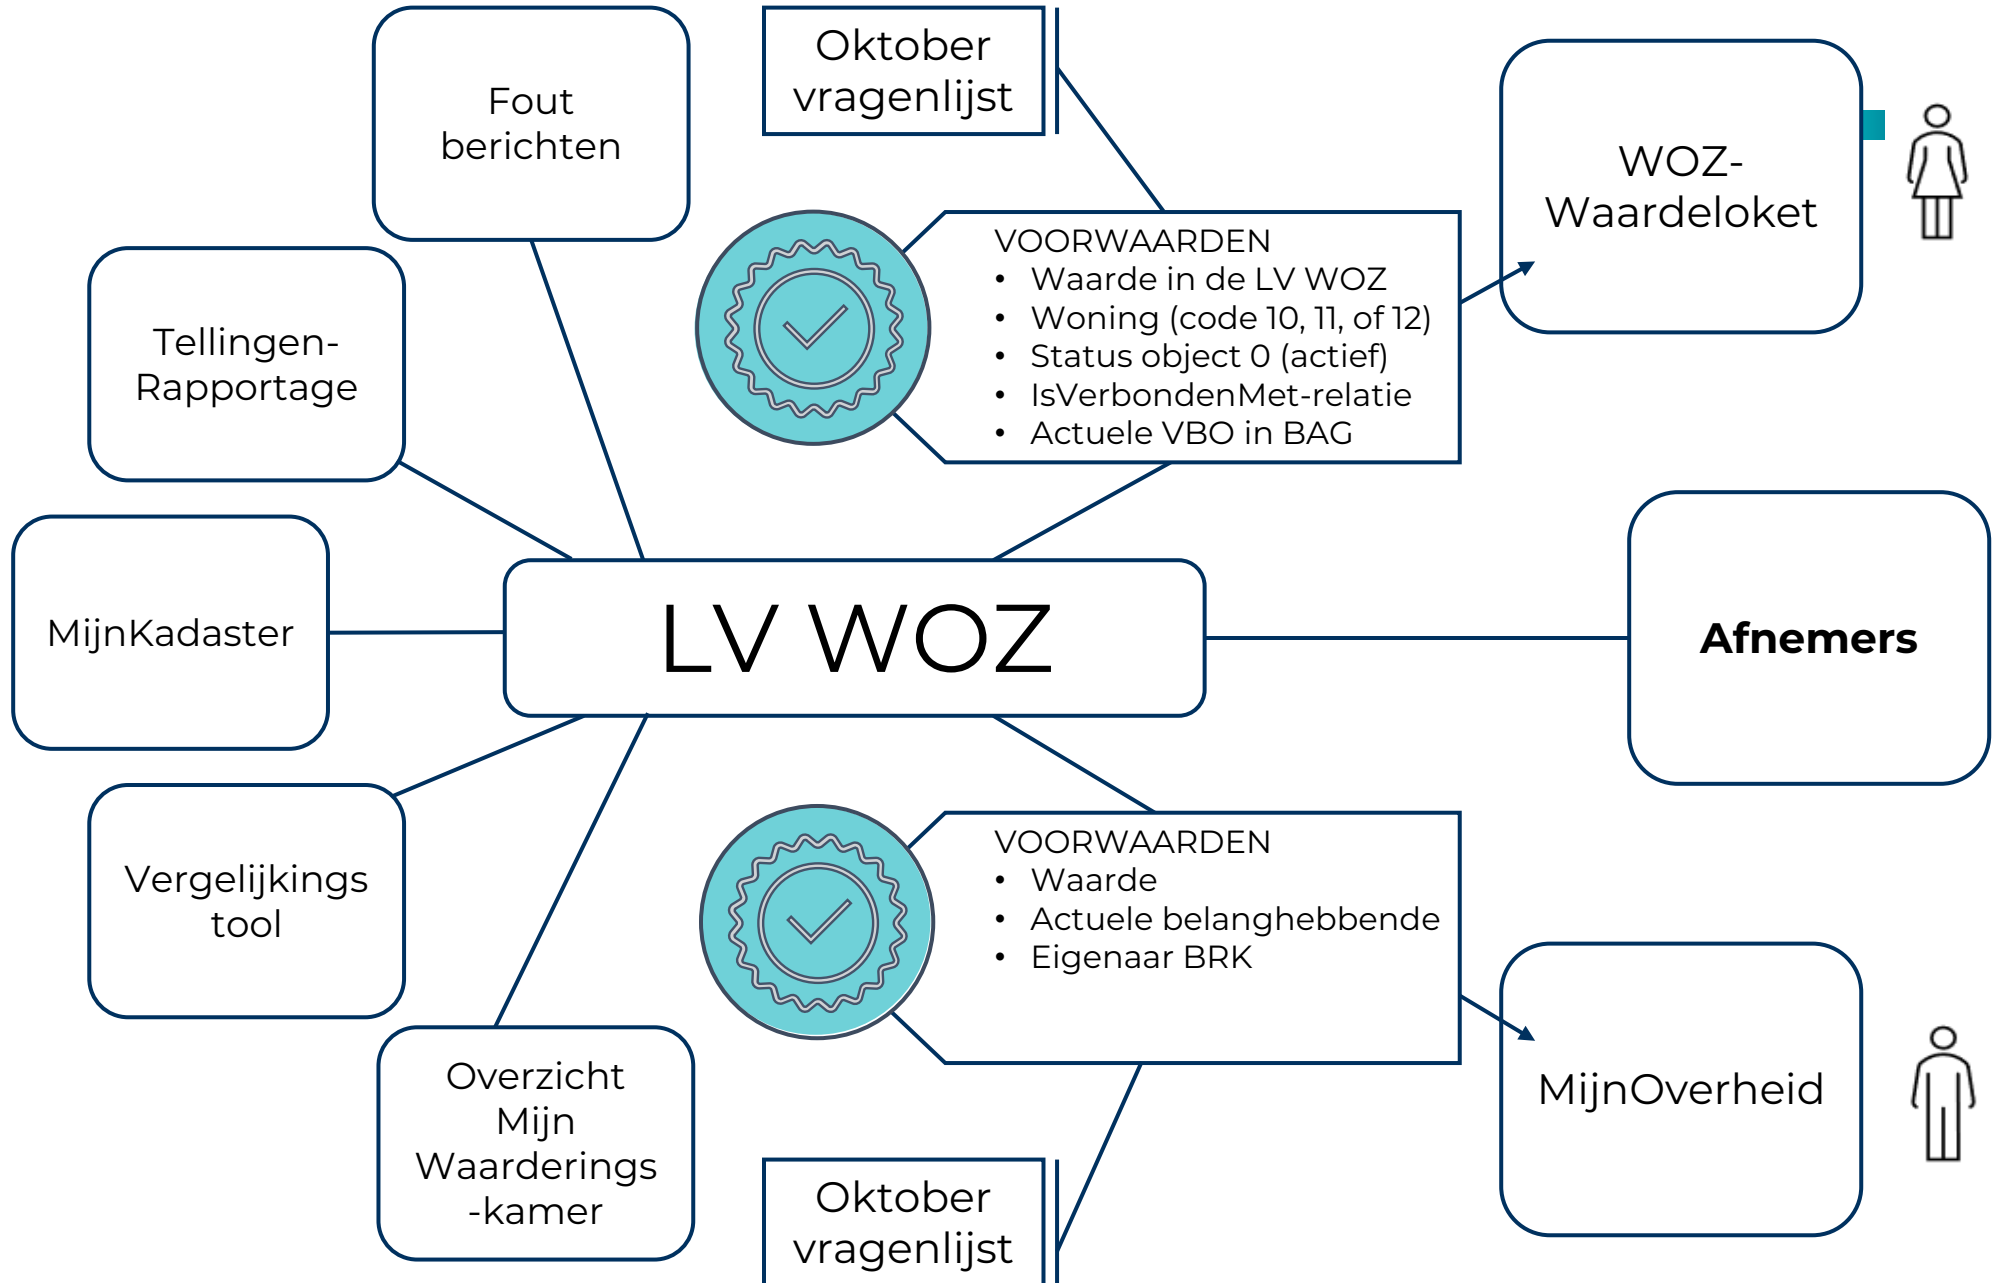 Fout
berichten
Oktober
vragenlijst
WOZ-
Waardeloket
VOORWAARDEN
• Waarde in de LV WOZ
• Woning (code 10, 11, of 12)
• Status object 0 (actief)
• IsVerbondenMet-relatie
• Actuele VBO in BAG
Tellingen-
Rapportage
MijnKadaster
LV WOZ
Afnemers
Vergelijkings
tool
VOORWAARDEN
• Waarde
• Actuele belanghebbende
• Eigenaar BRK
Overzicht
Mijn
Waarderings
-kamer
MijnOverheid
Oktober
vragenlijst